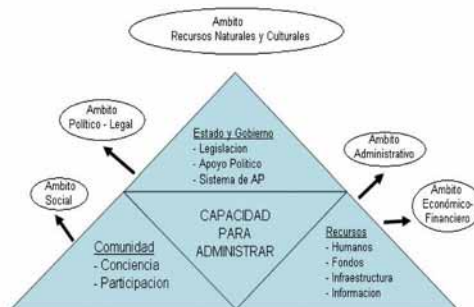 Ambito
Recursos Naturales y Culturales
Ambito
Político - Legal
Estado y Gobierno
- Legislacion
- Apoyo Político
- Sistema de AP
Ambito
Administrativo
Ambito
Social
Ambito
Económico-
Financiero
CAPACIDAD
PARA
ADMINISTRAR
Comunidad
- Conciencia
- Participacion
Recursos
- Humanos
- Fondos
- Infraestructura
- Informacion